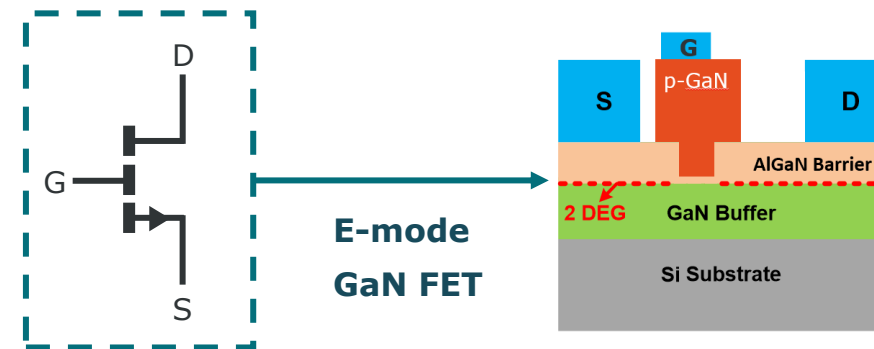 D
G
S
E-mode
GaN FET
G
p-GaN
S
D
AlGaN Barrier
2 DEG
GaN Buffer
Si Substrate